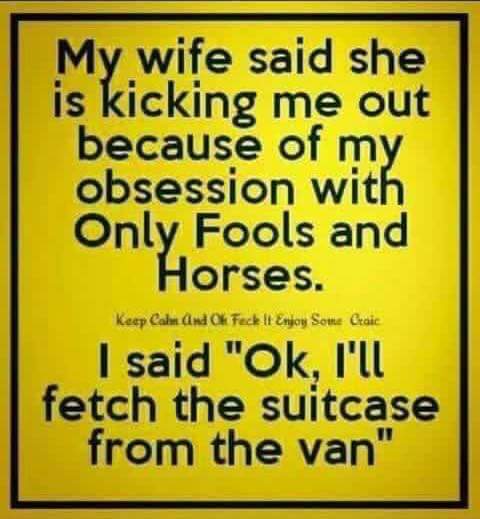 My wife said she
is kicking me out
because of my
obsession with
Only Fools and
Horses.
Keep Calm And Oh Feck It Enjoy Some Craic
I said "Ok, I'll
fetch the suitcase
from the van"